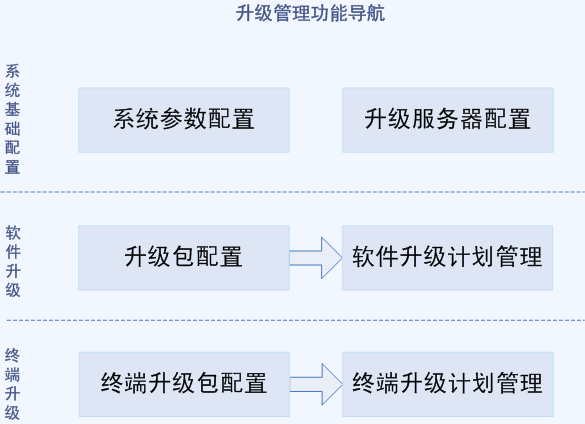 升级管理功能导航
系统基础配置
系统参数配置
升级服务器配置
软件升级
升级包配置
软件升级计划管理
终端升级
终端升级包配置
终端升级计划管理